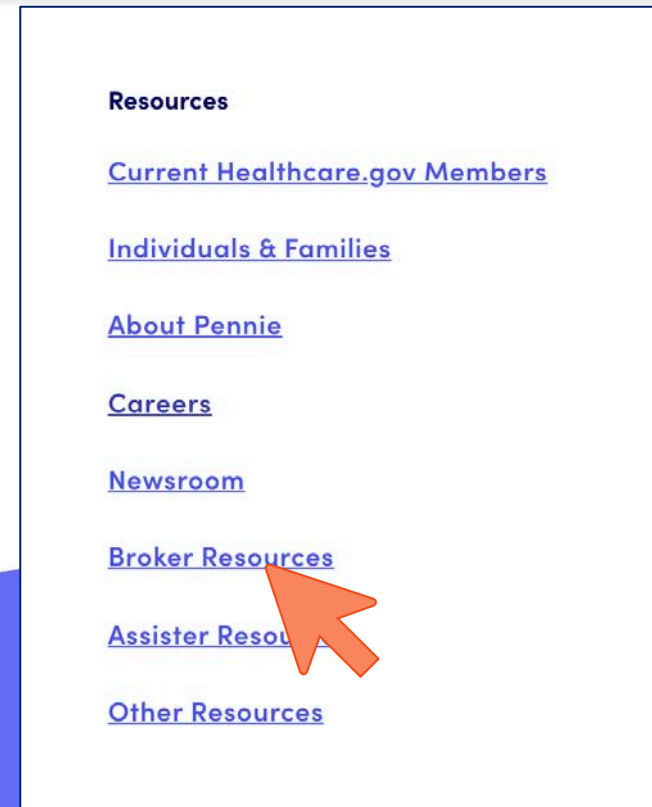 Resources
Current Healthcare.gov Members
Individuals & Families
About Pennie
Careers
Newsroom
Broker Resources
Assister
Other Resources